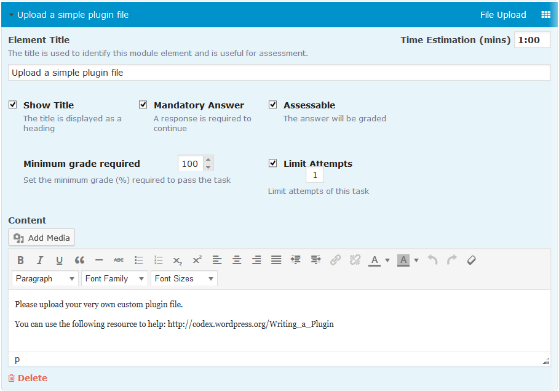 Upload a simple plugin file File Upload
Element Title Time Estimation (mins) 1:00
The title is used to identify this module element and is useful for assessment.
Upload a simple plugin file
Show Title Mandatory Answer Assessable
The title is displayed as a A response is required to The answer will be graded
heading continue
Minimum grade required 100 Limit Attempts
1
Set the minimum grade (%) required to pass the task Limit attempts of this task
Content
Add Media
B I U ABC x₂ x² A A
Paragraph Font Family Font Sizes
Please upload your very own custom plugin file.
You can use the following resource to help: http://codex.wordpress.org/Writing_a_Plugin
p
Delete